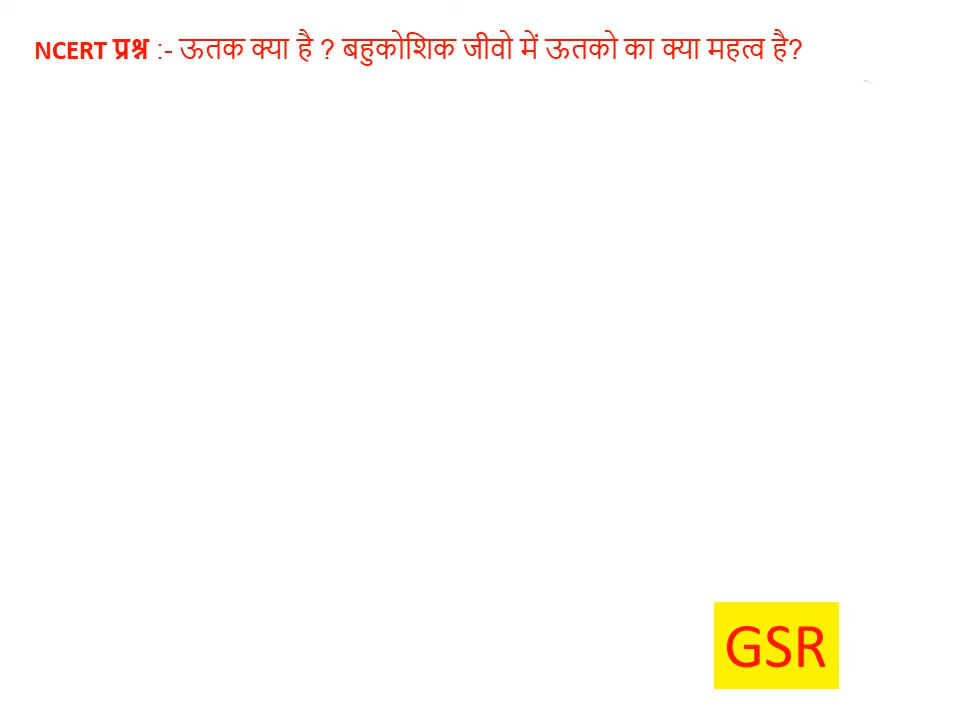 NCERT प्रश्न :- ऊतक क्या है ? बहुकोशिक जीवो में ऊतको का क्या महत्व है?
GSR